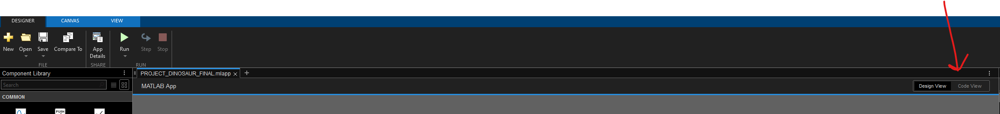 DESIGNER CANVAS VIEW
New Open Save Compare To App Details Run Step Stop
FILE SHARE RUN
Component Library PROJECT_DINOSAUR_FINAL.mlapp
Search MATLAB App Design View Code View
COMMON
PUSH